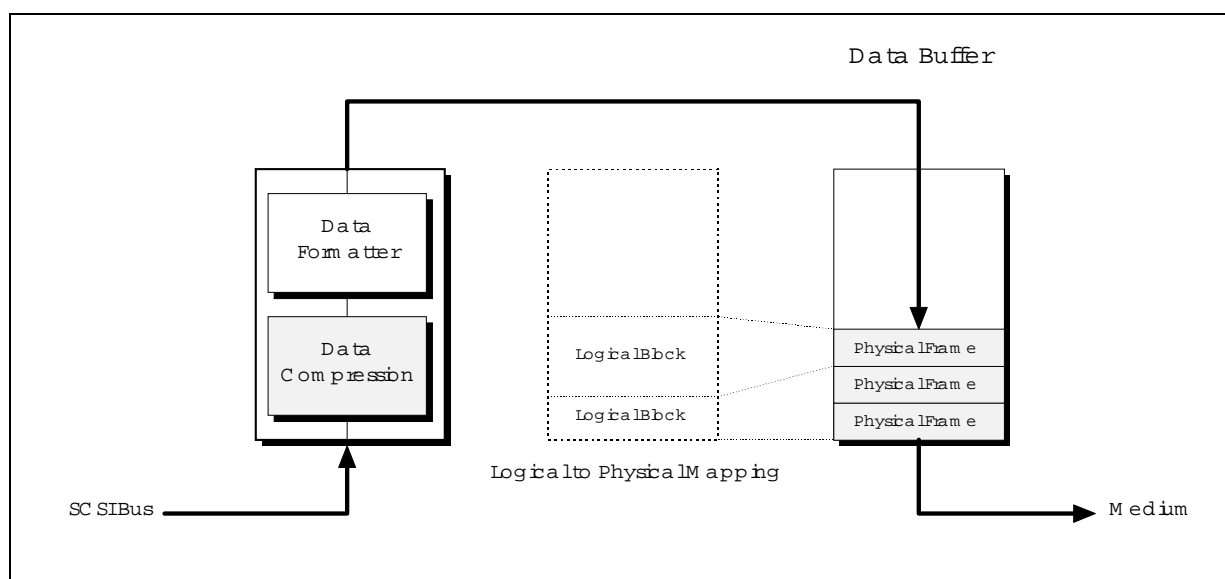 Data Buffer
Data
Formatter
Data
Compression
Logical Block
Logical Block
Physical Frame
Physical Frame
Physical Frame
Logical to Physical Mapping
SCSI Bus
Medium